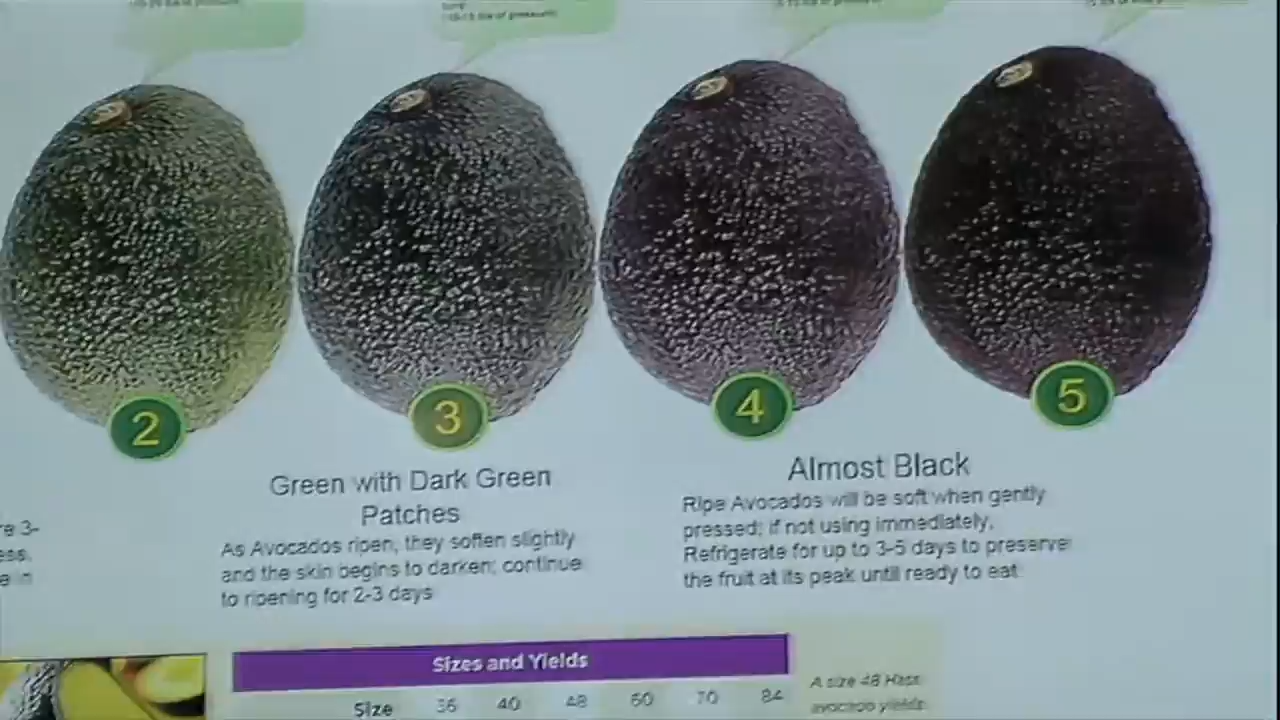 2
3
4
5
Green with Dark Green
Patches
As Avocados ripen, they soften slightly
and the skin begins to darken; continue
to ripening for 2-3 days
Almost Black
Ripe Avocados will be soft when gently
pressed; if not using immediately,
Refrigerate for up to 3-5 days to preserve
the fruit at its peak until ready to eat
Sizes and Yields
Size 36 40 48 60 70 84
A size 48 Hass
avocado yields